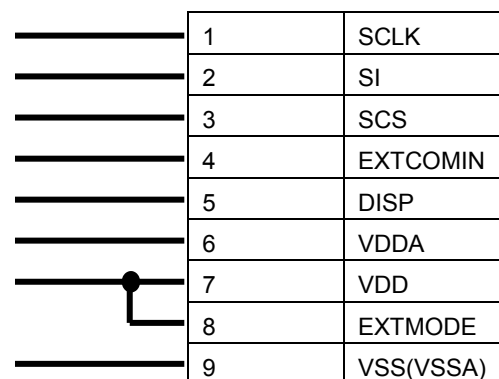 1 SCLK
2 SI
3 SCS
4 EXTCOMIN
5 DISP
6 VDDA
7 VDD
8 EXTMODE
9 VSS(VSSA)